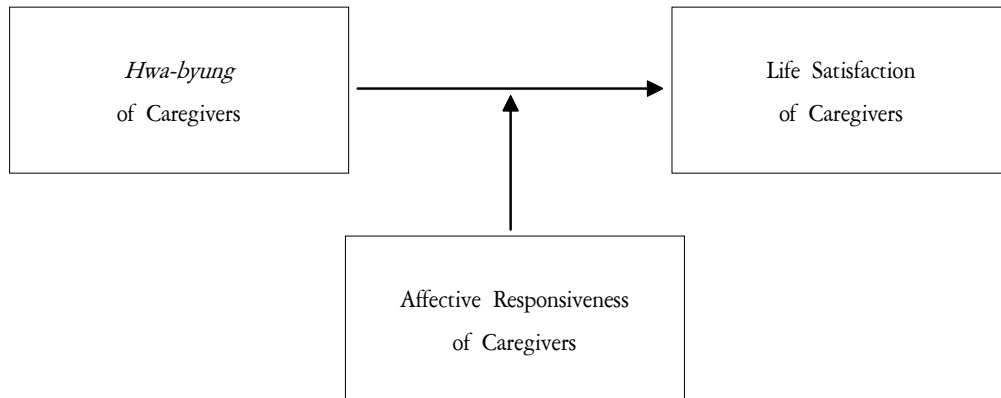 Hwa-byung
of Caregivers
Life Satisfaction
of Caregivers
Affective Responsiveness
of Caregivers